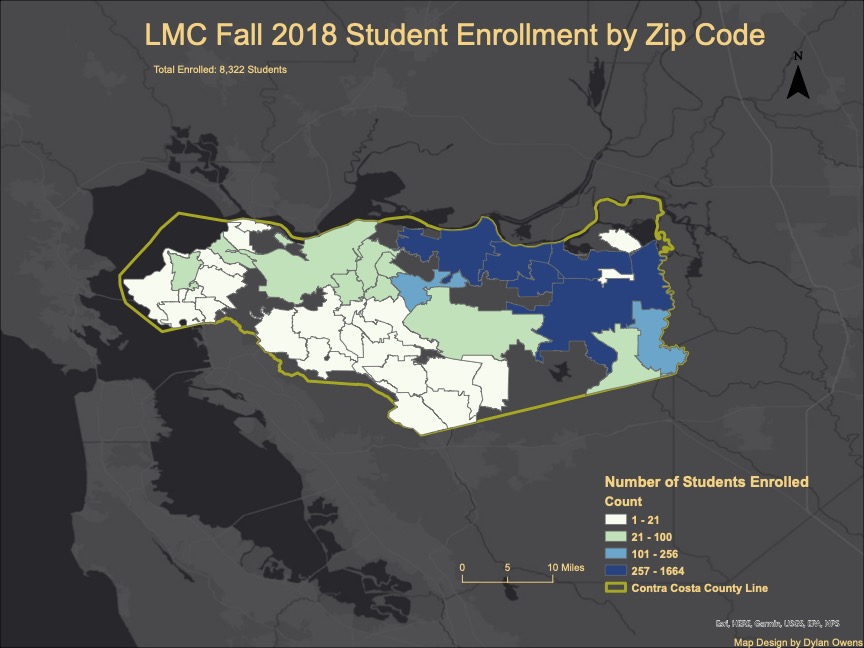 LMC Fall 2018 Student Enrollment by Zip Code
Total Enrolled: 8,322 Students
N
Number of Students Enrolled
Count
1 - 21
21 - 100
101 - 256
257 - 1664
Contra Costa County Line
0 5 10 Miles
Esri, HERE, Garmin, USGS, EPA, NPS
Map Design by Dylan Owens